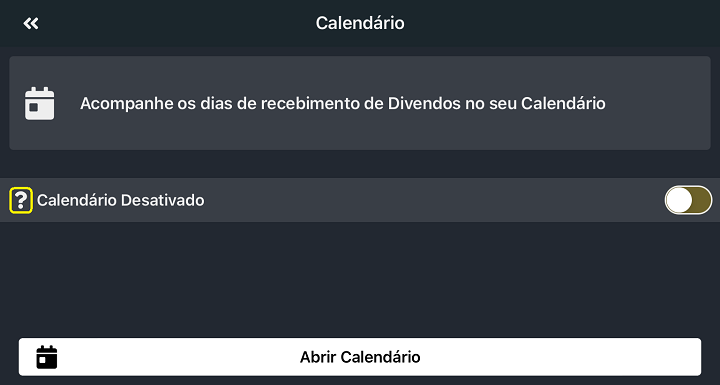 Calendário
Acompanhe os dias de recebimento de Divendos no seu Calendário
? Calendário Desativado
Abrir Calendário